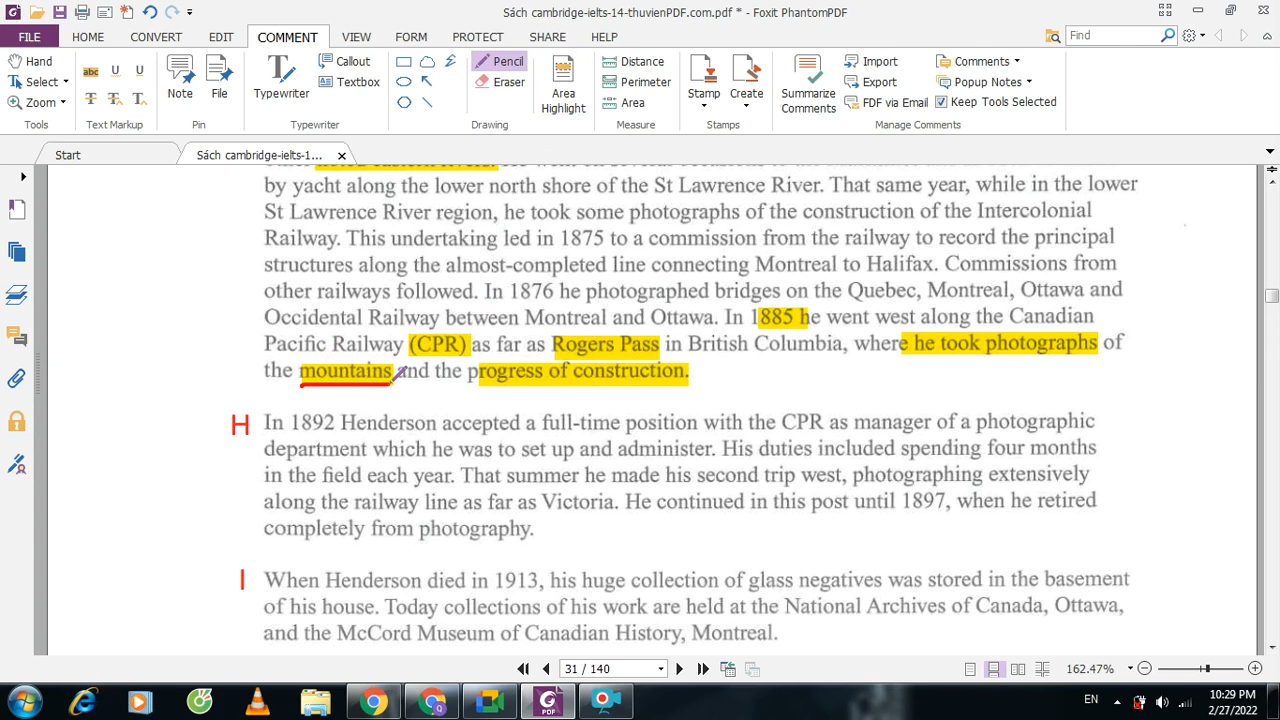 Sách cambridge-ielts-14-thuvienPDF.com.pdf * - Foxit PhantomPDF
FILE HOME CONVERT EDIT COMMENT VIEW FORM PROTECT SHARE HELP Find
Hand Select Zoom Tools
abc U U T T T Text Markup
Note File Pin
Typewriter Callout Textbox Typewriter
Pencil Eraser Drawing
Area Highlight
Distance Perimeter Area Measure
Stamp Create Stamps
Summarize Comments Import Export FDF via Email Comments Popup Notes Keep Tools Selected Manage Comments
Start Sách cambridge-ielts-1...
by yacht along the lower north shore of the St Lawrence River. That same year, while in the lower
St Lawrence River region, he took some photographs of the construction of the Intercolonial
Railway. This undertaking led in 1875 to a commission from the railway to record the principal
structures along the almost-completed line connecting Montreal to Halifax. Commissions from
other railways followed. In 1876 he photographed bridges on the Quebec, Montreal, Ottawa and
Occidental Railway between Montreal and Ottawa. In 1885 he went west along the Canadian
Pacific Railway (CPR) as far as Rogers Pass in British Columbia, where he took photographs of
the mountains and the progress of construction.
H In 1892 Henderson accepted a full-time position with the CPR as manager of a photographic
department which he was to set up and administer. His duties included spending four months
in the field each year. That summer he made his second trip west, photographing extensively
along the railway line as far as Victoria. He continued in this post until 1897, when he retired
completely from photography.
I When Henderson died in 1913, his huge collection of glass negatives was stored in the basement
of his house. Today collections of his work are held at the National Archives of Canada, Ottawa,
and the McCord Museum of Canadian History, Montreal.
31 / 140 162.47%
EN 10:29 PM
2/27/2022